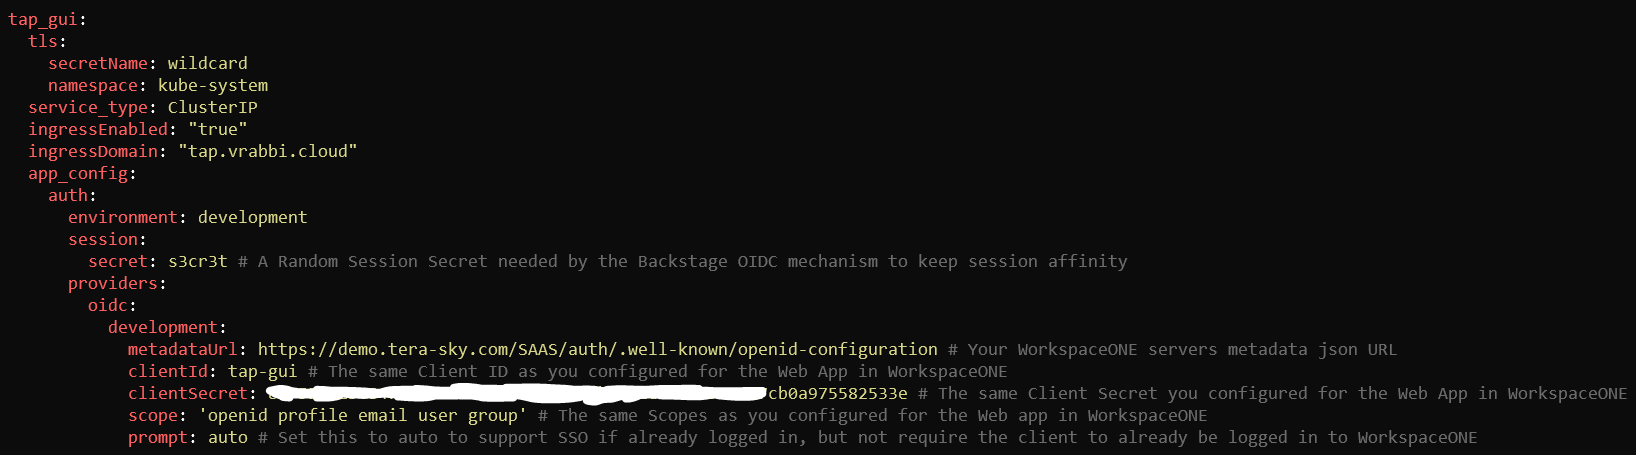 tap_gui:
  tls:
    secretName: wildcard
    namespace: kube-system
  service_type: ClusterIP
  ingressEnabled: "true"
  ingressDomain: "tap.vrabbi.cloud"
  app_config:
    auth:
      environment: development
      session:
        secret: s3cr3t # A Random Session Secret needed by the Backstage OIDC mechanism to keep session affinity
      providers:
        oidc:
          development:
            metadataUrl: https://demo.tera-sky.com/SAAS/auth/.well-known/openid-configuration # Your WorkspaceONE servers metadata json URL
            clientId: tap-gui # The same Client ID as you configured for the Web App in WorkspaceONE
            clientSecret: cb0a975582533e # The same Client Secret you configured for the Web App in WorkspaceONE
            scope: 'openid profile email user group' # The same Scopes as you configured for the Web app in WorkspaceONE
            prompt: auto # Set this to auto to support SSO if already logged in, but not require the client to already be logged in to WorkspaceONE